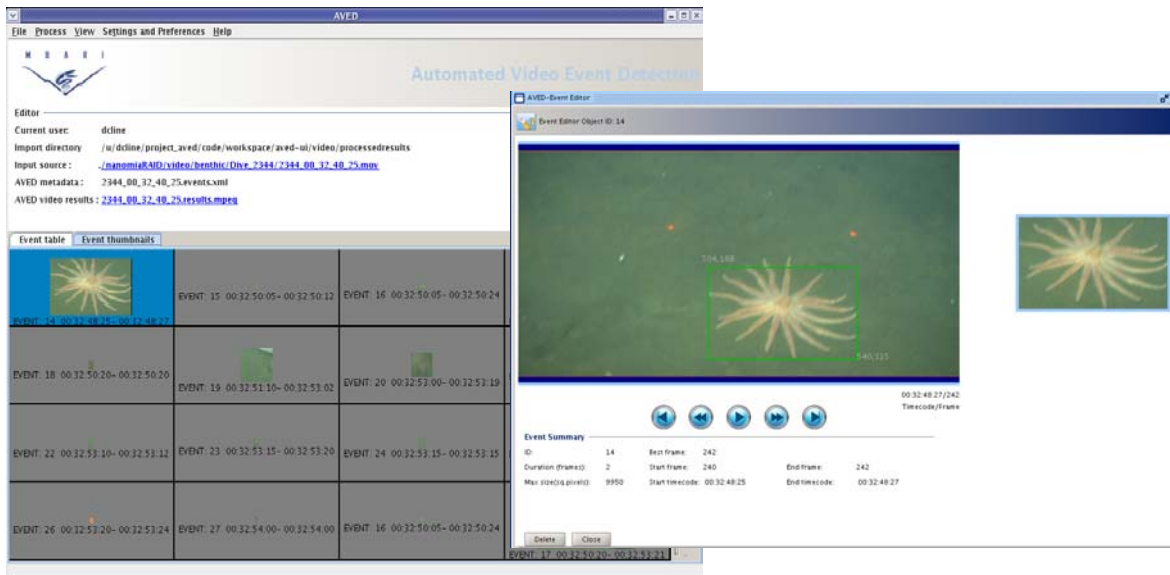 AVED
File Process View Settings and Preferences Help
M B A R I
Automated Video Event Detection
Editor
Current user: dcline
Import directory /u/dcline/project_aved/code/workspace/aved-ui/video/processedresults
Input source : ./nanomiaRAID/video/benthic/Dive_2344/2344_00_32_40_25.mov
AVED metadata : 2344_00_32_40_25.events.xml
AVED video results : 2344_00_32_40_25.results.mpeg
Event table Event thumbnails
EVENT: 14 00:32:48:25- 00:32:48:27
EVENT: 15 00:32:50:05- 00:32:50:12
EVENT: 16 00:32:50:05- 00:32:50:24
EVENT: 18 00:32:50:20- 00:32:50:20
EVENT: 19 00:32:51:10- 00:32:53:02
EVENT: 20 00:32:53:00- 00:32:53:19
EVENT: 22 00:32:53:10- 00:32:53:12
EVENT: 23 00:32:53:15- 00:32:53:20
EVENT: 24 00:32:53:15- 00:32:53:15
EVENT: 26 00:32:53:20- 00:32:53:24
EVENT: 27 00:32:54:00- 00:32:54:00
EVENT: 16 00:32:50:05- 00:32:50:24
EVENT: 17 00:32:50:20- 00:32:53:21
AVED-Event Editor
Event Editor Object ID: 14
504,188
540,325
00:32:48:27/242
Timecode/Frame
Event Summary
ID: 14 Best frame: 242
Duration (frames): 2 Start frame: 240 End frame: 242
Max size(sq.pixels): 9950 Start timecode: 00:32:48:25 End timecode: 00:32:48:27
Delete Close